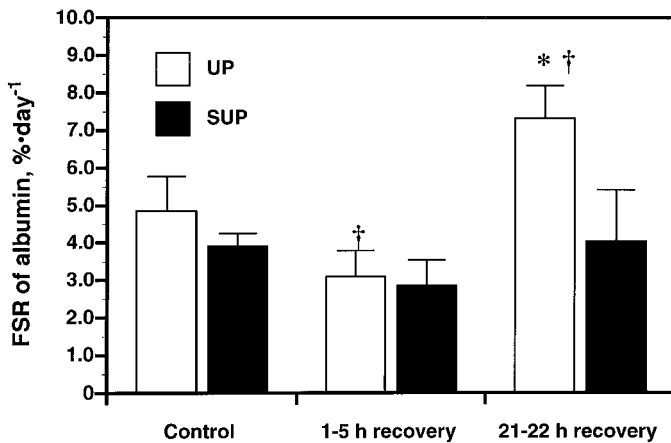 FSR of albumin, %·day-1
10.0
9.0
8.0
7.0
6.0
5.0
4.0
3.0
2.0
1.0
0
UP
SUP
‡
* †
Control
1-5 h recovery
21-22 h recovery